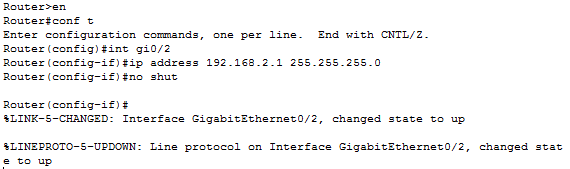 Router>en
Router#conf t
Enter configuration commands, one per line.  End with CNTL/Z.
Router(config)#int gi0/2
Router(config-if)#ip address 192.168.2.1 255.255.255.0
Router(config-if)#no shut
Router(config-if)#
%LINK-5-CHANGED: Interface GigabitEthernet0/2, changed state to up
%LINEPROTO-5-UPDOWN: Line protocol on Interface GigabitEthernet0/2, changed stat
e to up